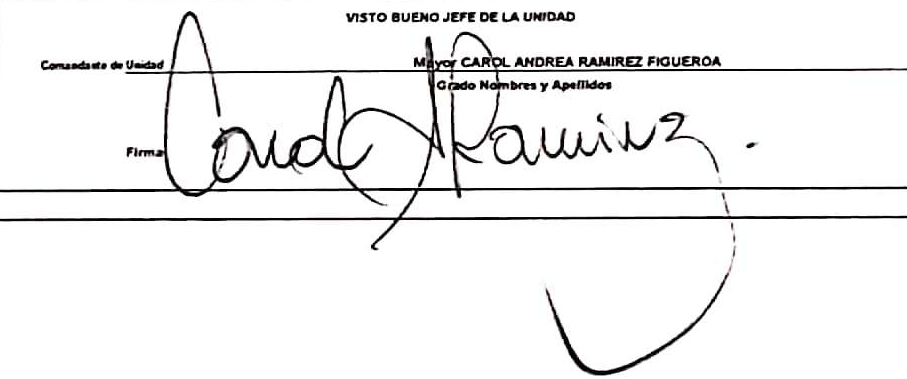 VISTO BUENO JEFE DE LA UNIDAD
Comandante de Unidad Mayor CAROL ANDREA RAMIREZ FIGUEROA
Grado Nombres y Apellidos
Firma Carol A Ramirez.